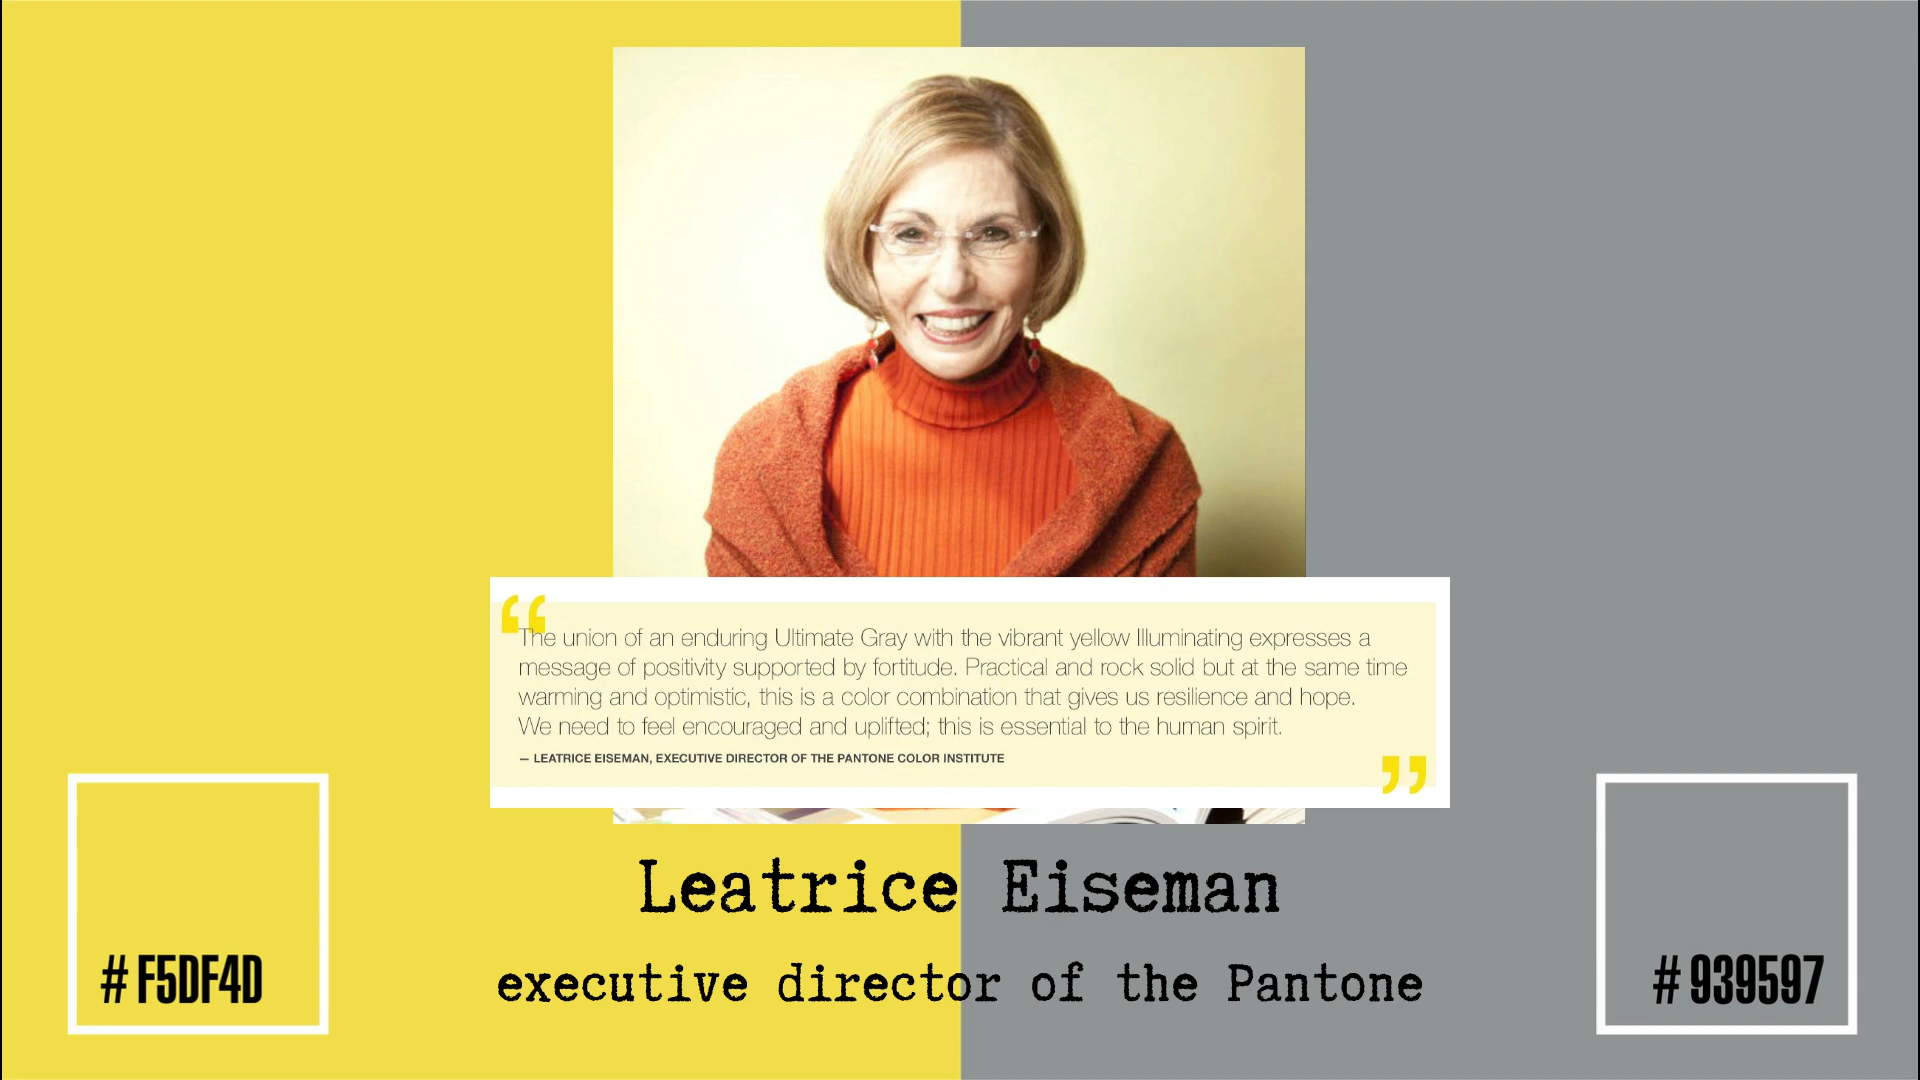 “
The union of an enduring Ultimate Gray with the vibrant yellow Illuminating expresses a
message of positivity supported by fortitude. Practical and rock solid but at the same time
warming and optimistic, this is a color combination that gives us resilience and hope.
We need to feel encouraged and uplifted; this is essential to the human spirit.
— LEATRICE EISEMAN, EXECUTIVE DIRECTOR OF THE PANTONE COLOR INSTITUTE
”
Leatrice Eiseman
executive director of the Pantone
# F5DF4D
# 939597